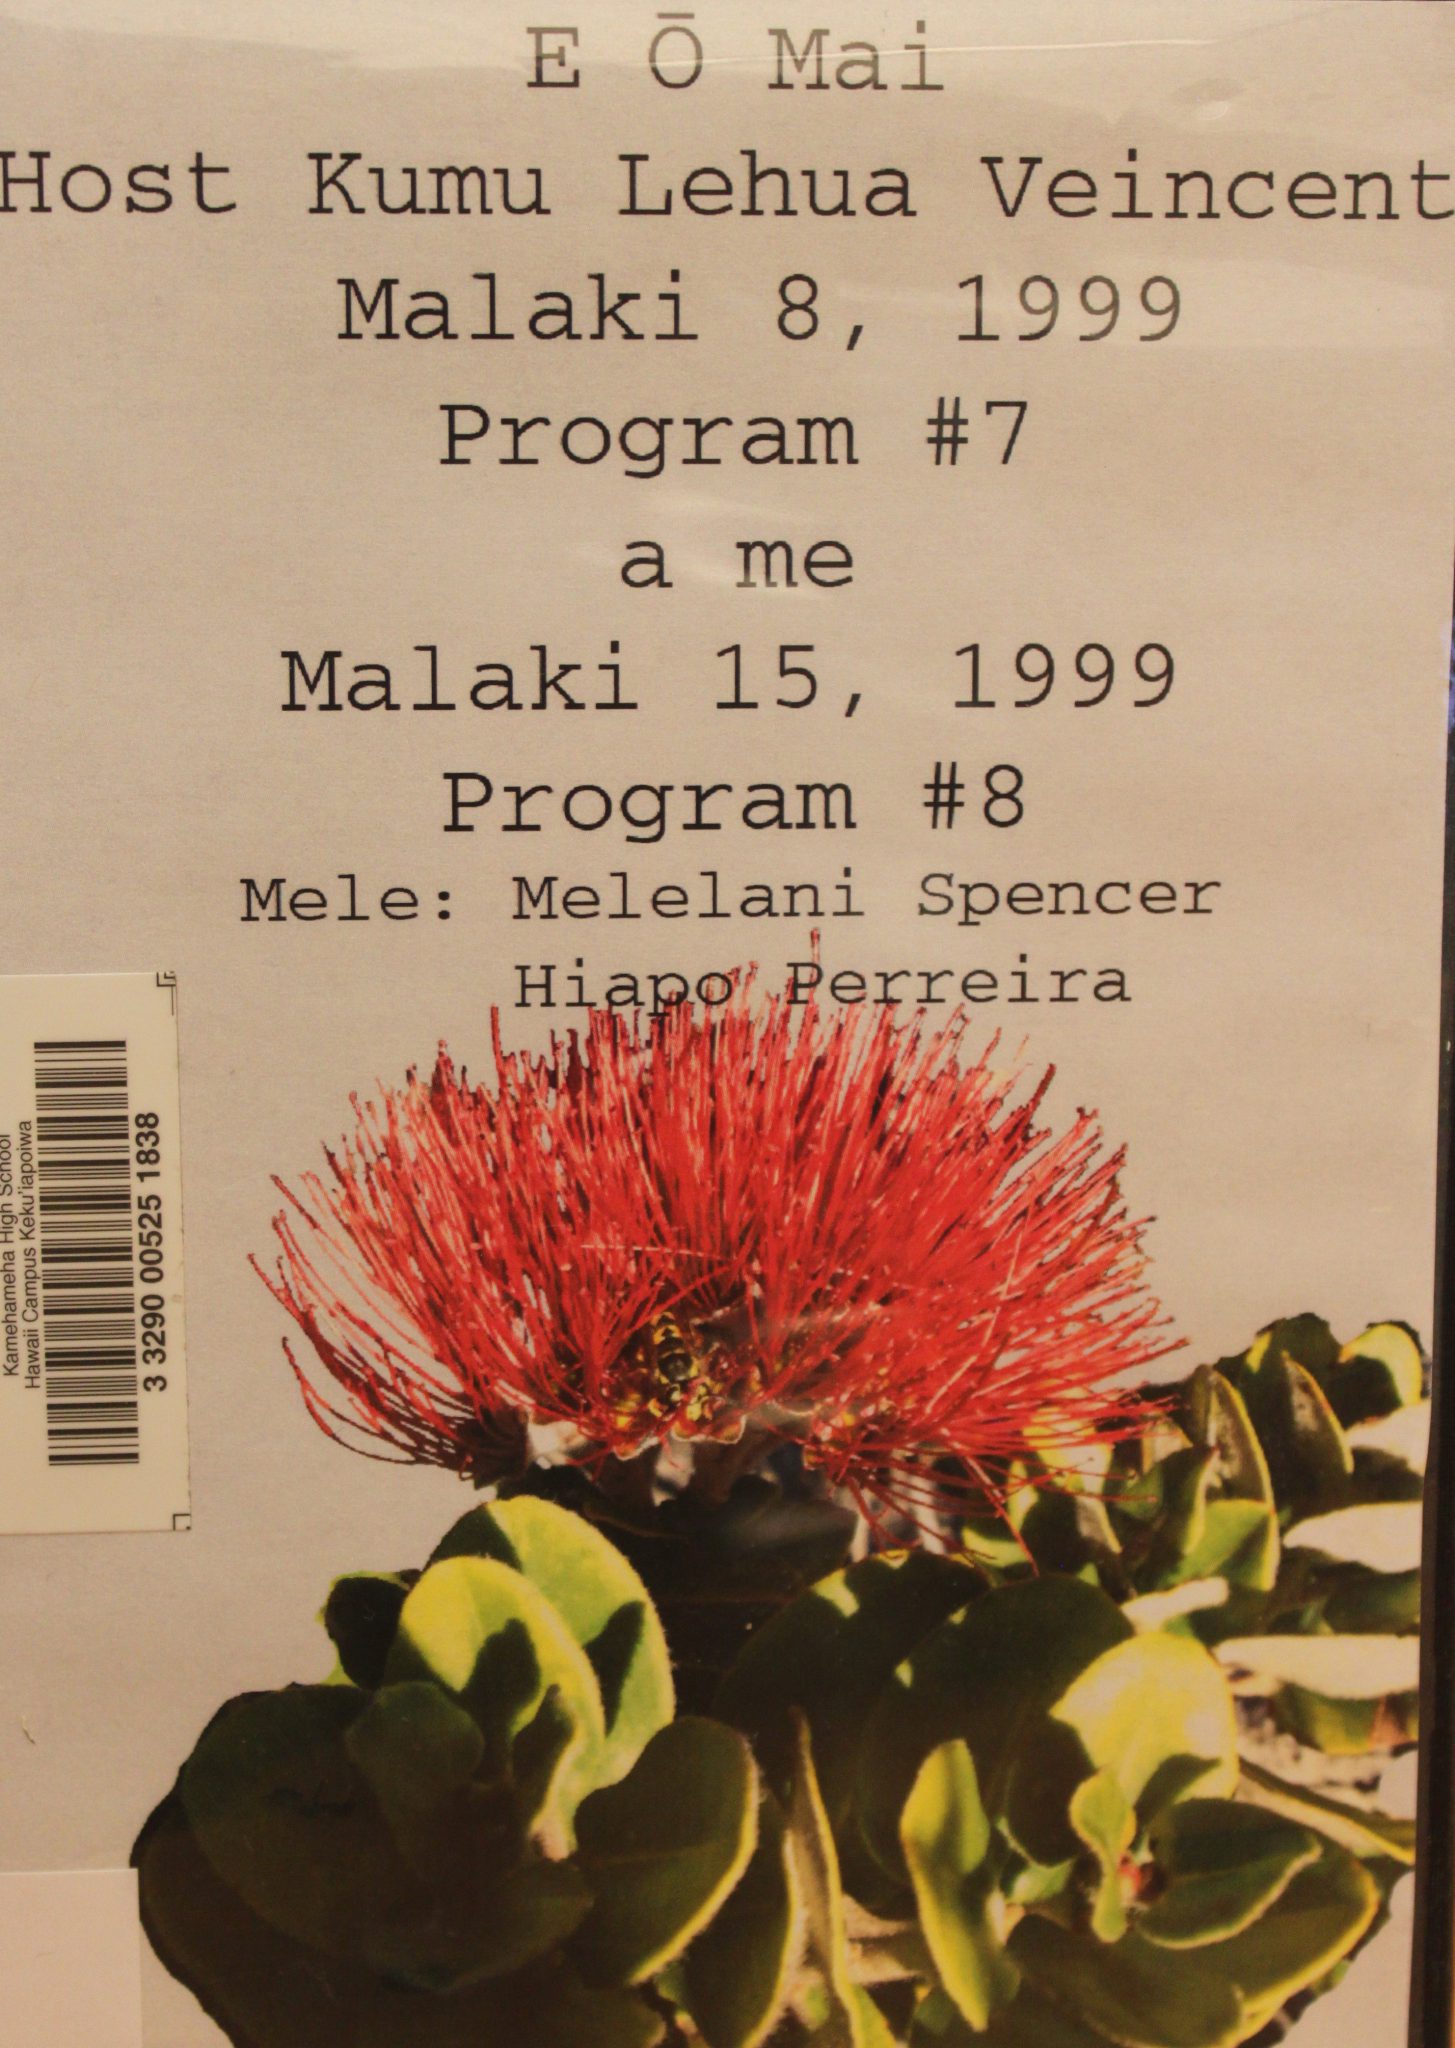 E Ō Mai
Host Kumu Lehua Veincent
Malaki 8, 1999
Program #7
a me
Malaki 15, 1999
Program #8
Mele: Melelani Spencer
Hiapo Perreira
Kamehameha High School
Hawaii Campus Keku'iapoiwa
3 3290 00525 1838